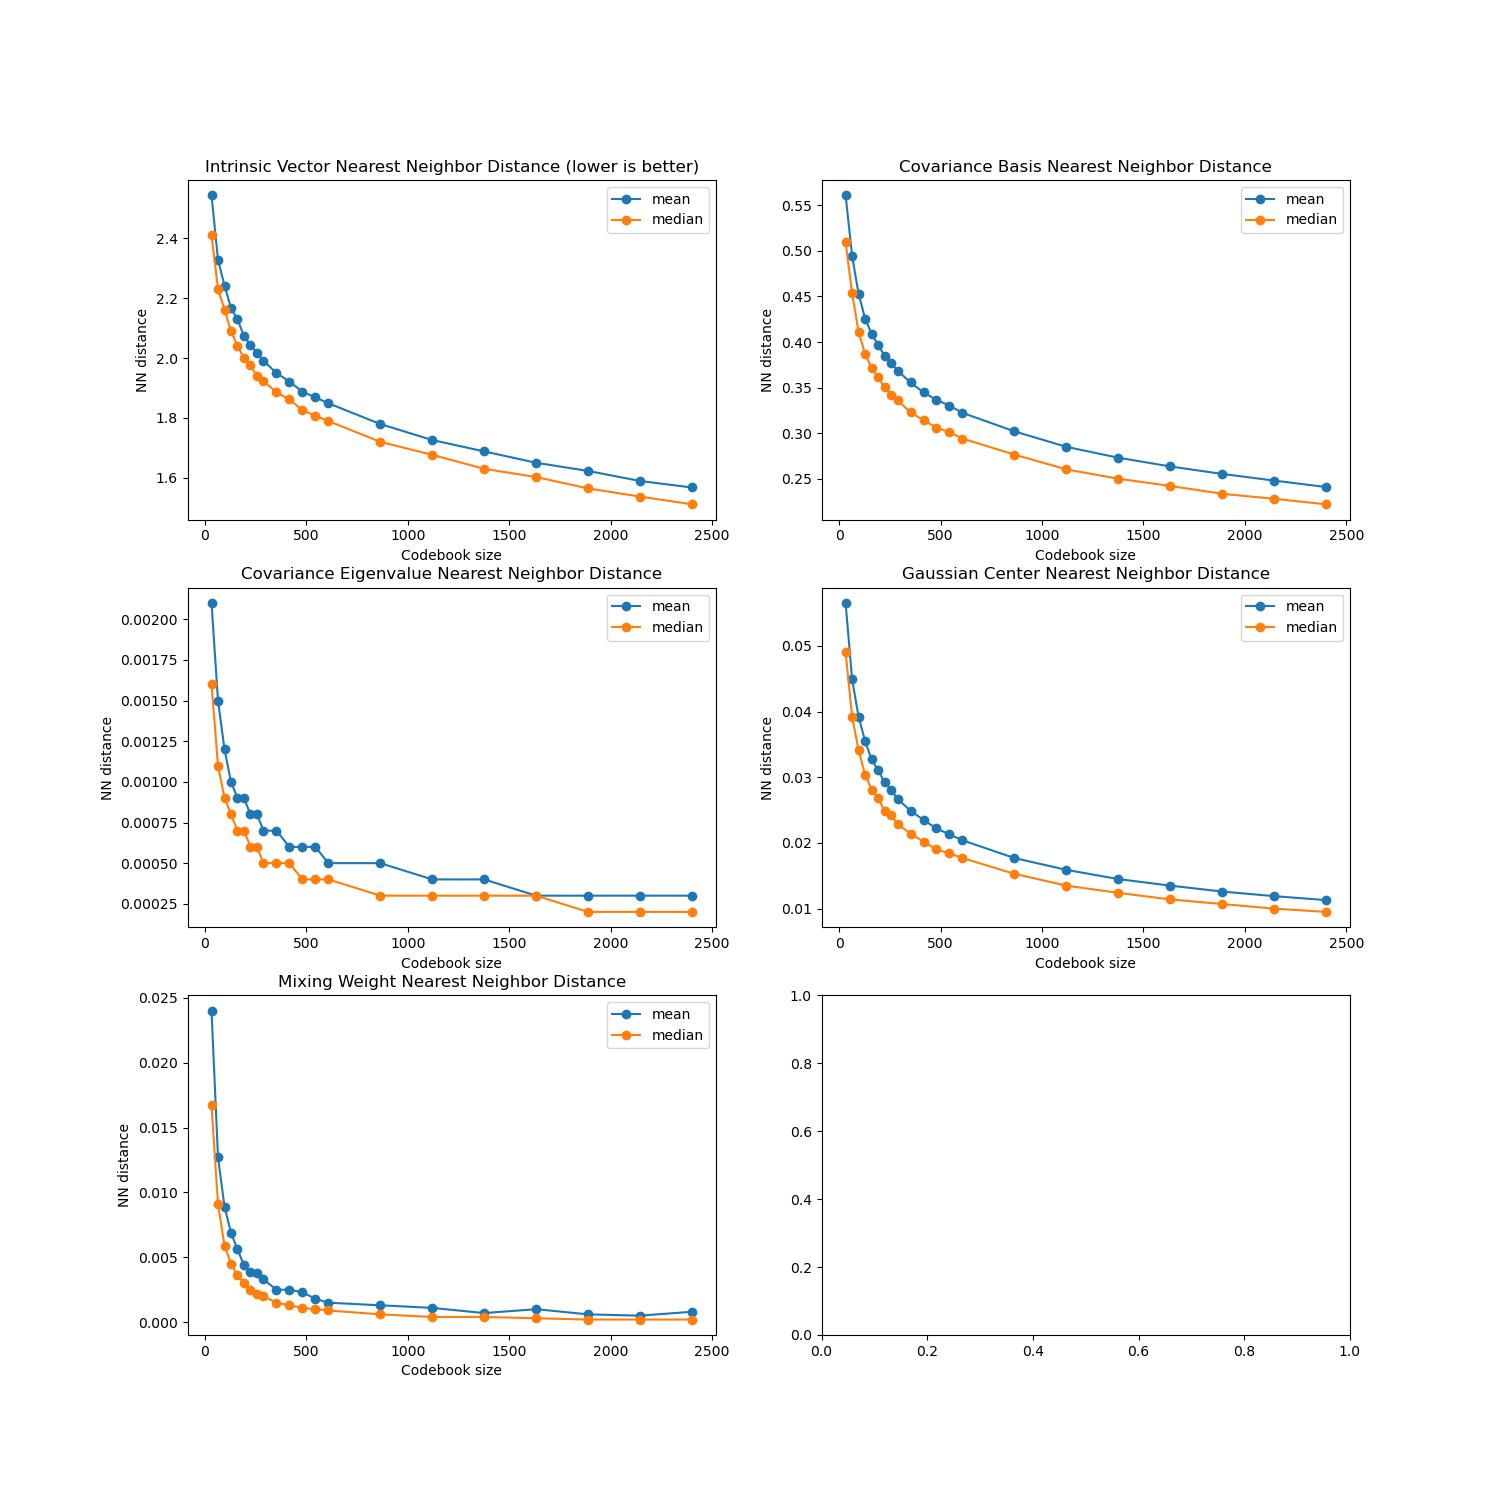 Intrinsic Vector Nearest Neighbor Distance (lower is better)
NN distance
2.4
2.2
2.0
1.8
1.6
mean
median
0 500 1000 1500 2000 2500
Codebook size
Covariance Basis Nearest Neighbor Distance
NN distance
0.55
0.50
0.45
0.40
0.35
0.30
0.25
mean
median
0 500 1000 1500 2000 2500
Codebook size
Covariance Eigenvalue Nearest Neighbor Distance
NN distance
0.00200
0.00175
0.00150
0.00125
0.00100
0.00075
0.00050
0.00025
mean
median
0 500 1000 1500 2000 2500
Codebook size
Gaussian Center Nearest Neighbor Distance
NN distance
0.05
0.04
0.03
0.02
0.01
mean
median
0 500 1000 1500 2000 2500
Codebook size
Mixing Weight Nearest Neighbor Distance
NN distance
0.025
0.020
0.015
0.010
0.005
0.000
mean
median
0 500 1000 1500 2000 2500
Codebook size
1.0
0.8
0.6
0.4
0.2
0.0
0.0 0.2 0.4 0.6 0.8 1.0